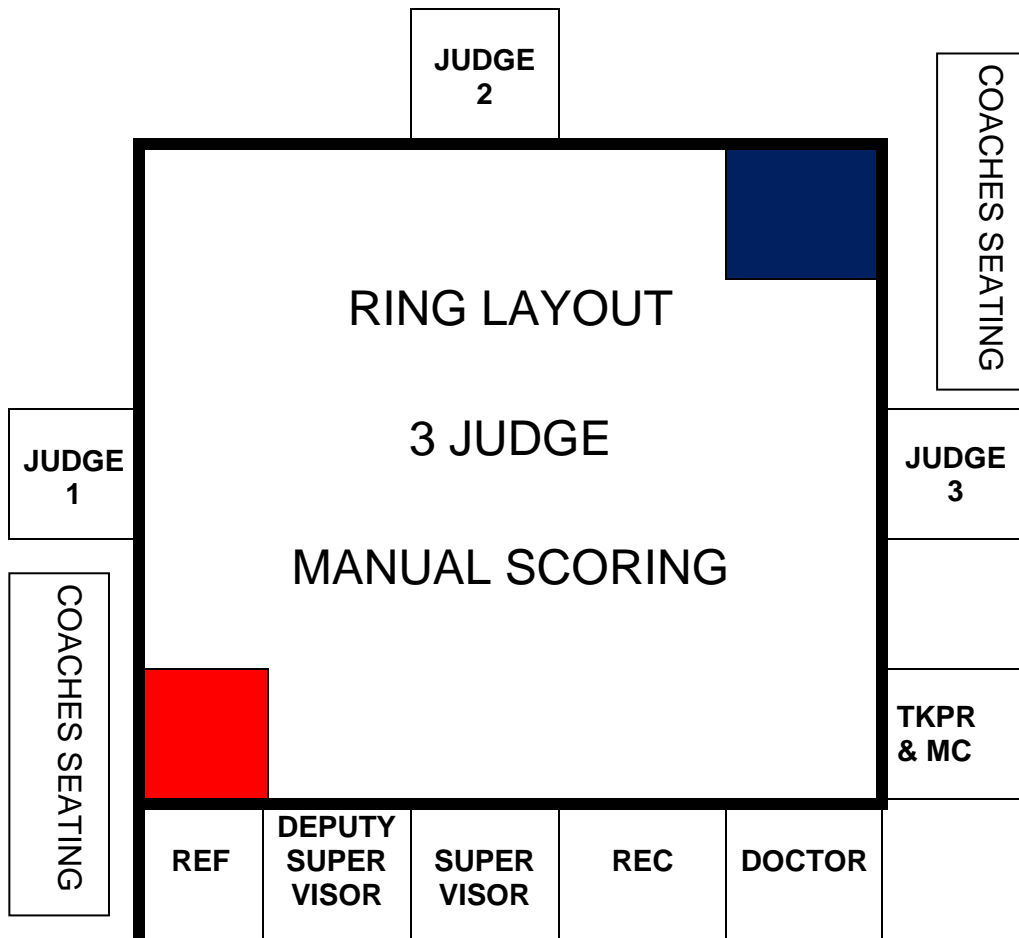 JUDGE
2
COACHES SEATING
RING LAYOUT
3 JUDGE
MANUAL SCORING
JUDGE
1
JUDGE
3
COACHES SEATING
TKPR
& MC
REF
DEPUTY
SUPER
VISOR
SUPER
VISOR
REC
DOCTOR